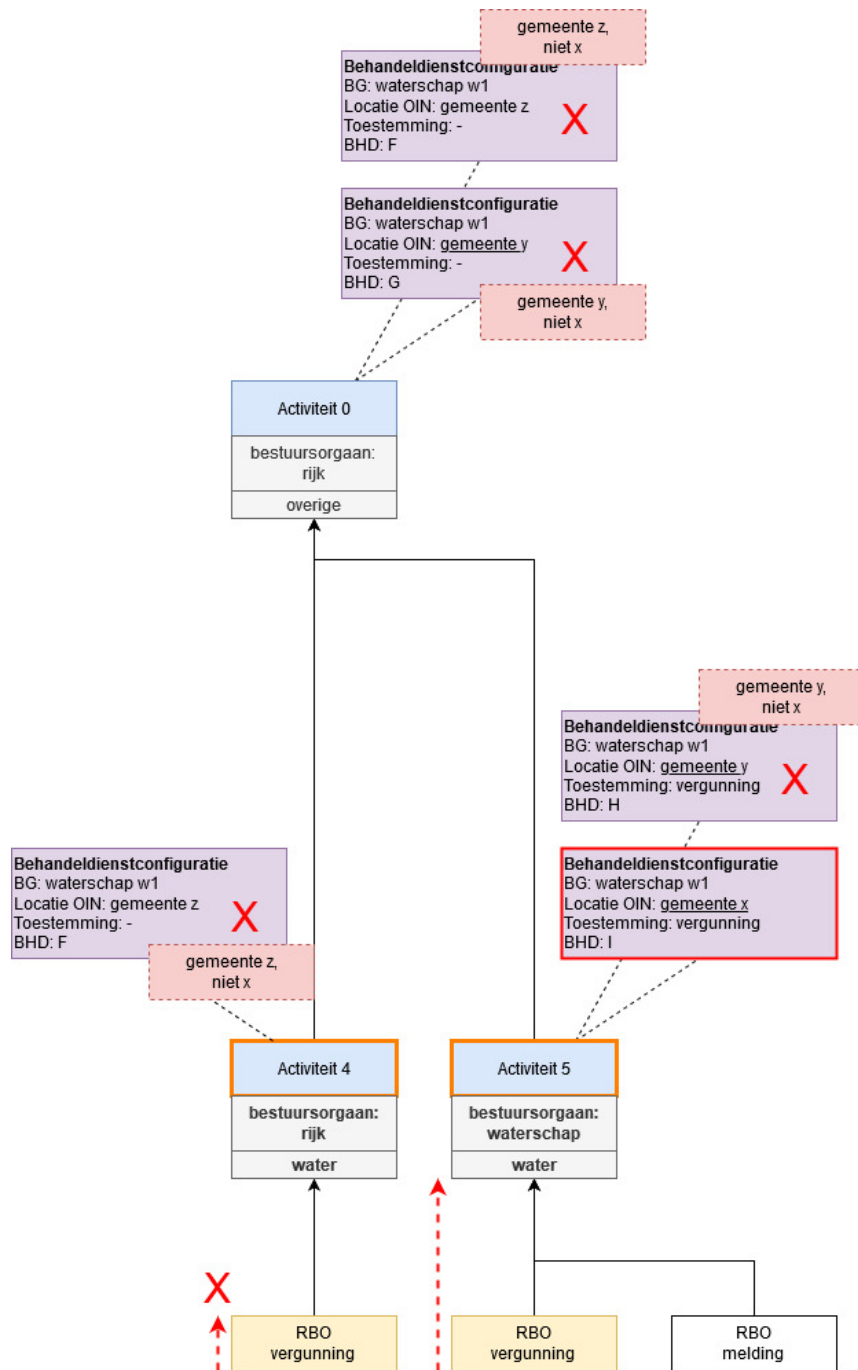 gemeente z,
niet x
Behandeldienstconfiguratie
BG: waterschap w1
Locatie OIN: gemeente z
Toestemming: -
BHD: F
X
Behandeldienstconfiguratie
BG: waterschap w1
Locatie OIN: gemeente y
Toestemming: -
BHD: G
X
gemeente y,
niet x
Activiteit 0
bestuursorgaan:
rijk
overige
gemeente y,
niet x
Behandeldienstconfiguratie
BG: waterschap w1
Locatie OIN: gemeente y
Toestemming: vergunning
BHD: H
X
Behandeldienstconfiguratie
BG: waterschap w1
Locatie OIN: gemeente z
Toestemming: -
BHD: F
X
gemeente z,
niet x
Behandeldienstconfiguratie
BG: waterschap w1
Locatie OIN: gemeente x
Toestemming: vergunning
BHD: I
Activiteit 4
bestuursorgaan:
rijk
water
Activiteit 5
bestuursorgaan:
waterschap
water
X
RBO
vergunning
RBO
vergunning
RBO
melding